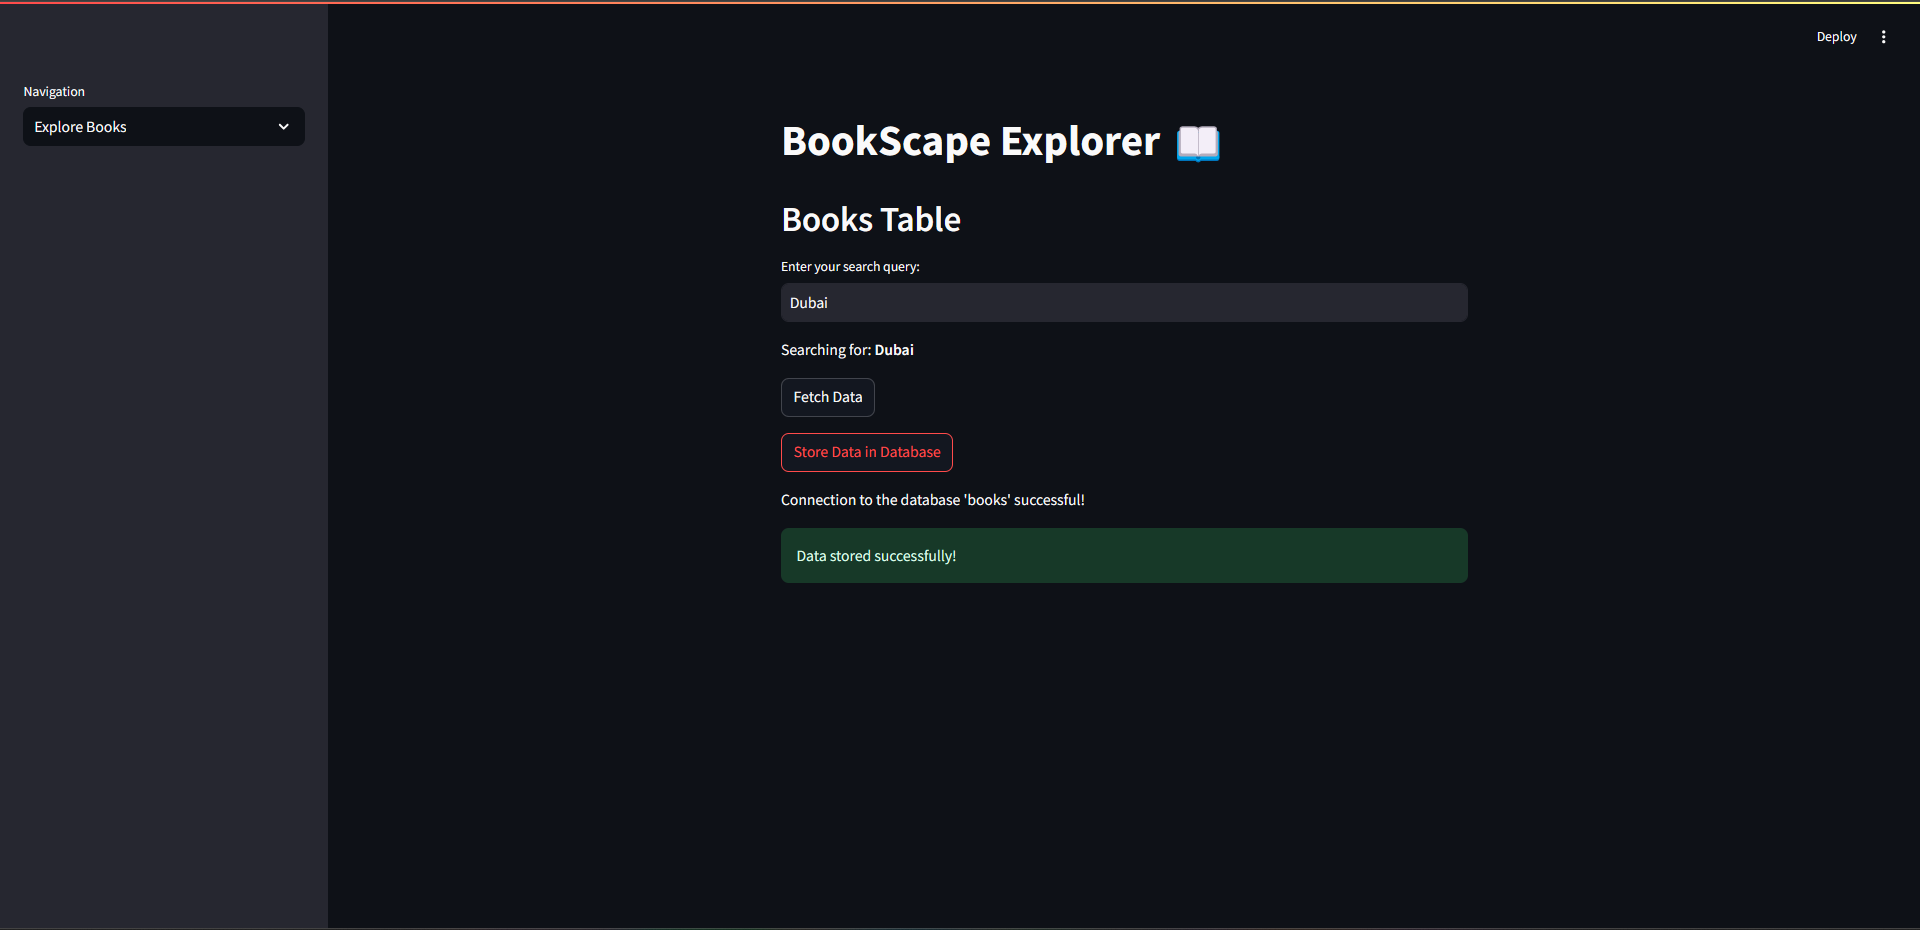 Deploy
Navigation
Explore Books
BookScape Explorer
Books Table
Enter your search query:
Dubai
Searching for: Dubai
Fetch Data
Store Data in Database
Connection to the database 'books' successful!
Data stored successfully!